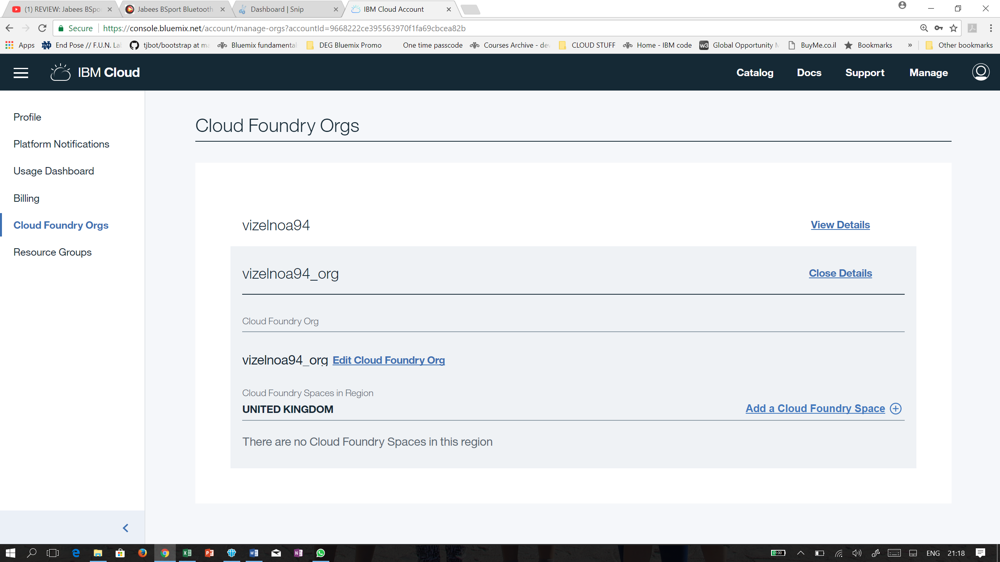 (1) REVIEW: Jabees BSpo
Jabees BSport Bluetooth
Dashboard | Snip
IBM Cloud Account
Secure
https://console.bluemix.net/account/manage-orgs?accountId=9668222ce395563970f1fa69cbcea82b
Apps
End Pose // F.U.N. La
tjbot/bootstrap at ma
Bluemix fundamental
DEG Bluemix Promo
One time passcode
Courses Archive - dev
CLOUD STUFF
Home - IBM code
w3
Global Opportunity M
BuyMe.co.il
Bookmarks
»
Other bookmarks
IBM Cloud
Catalog
Docs
Support
Manage
Profile
Platform Notifications
Usage Dashboard
Billing
Cloud Foundry Orgs
Resource Groups
Cloud Foundry Orgs
vizelnoa94
View Details
vizelnoa94_org
Close Details
Cloud Foundry Org
vizelnoa94_org Edit Cloud Foundry Org
Cloud Foundry Spaces in Region
UNITED KINGDOM
Add a Cloud Foundry Space
There are no Cloud Foundry Spaces in this region
01:00
ENG
21:18